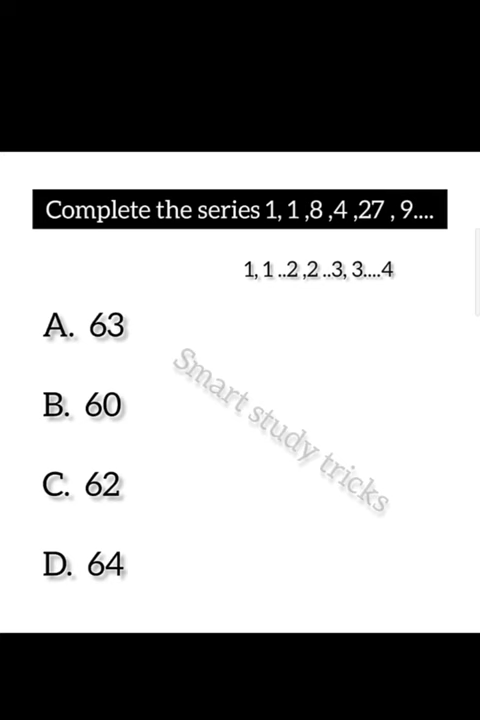 Complete the series 1, 1 ,8 ,4 ,27 , 9....
1, 1 ..2 ,2 ..3, 3....4
A. 63
B. 60
C. 62
D. 64
Smart study tricks